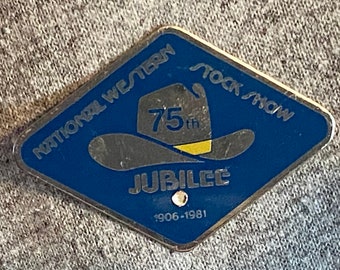 NATIONAL WESTERN STOCK SHOW
75th
JUBILEE
1906-1981